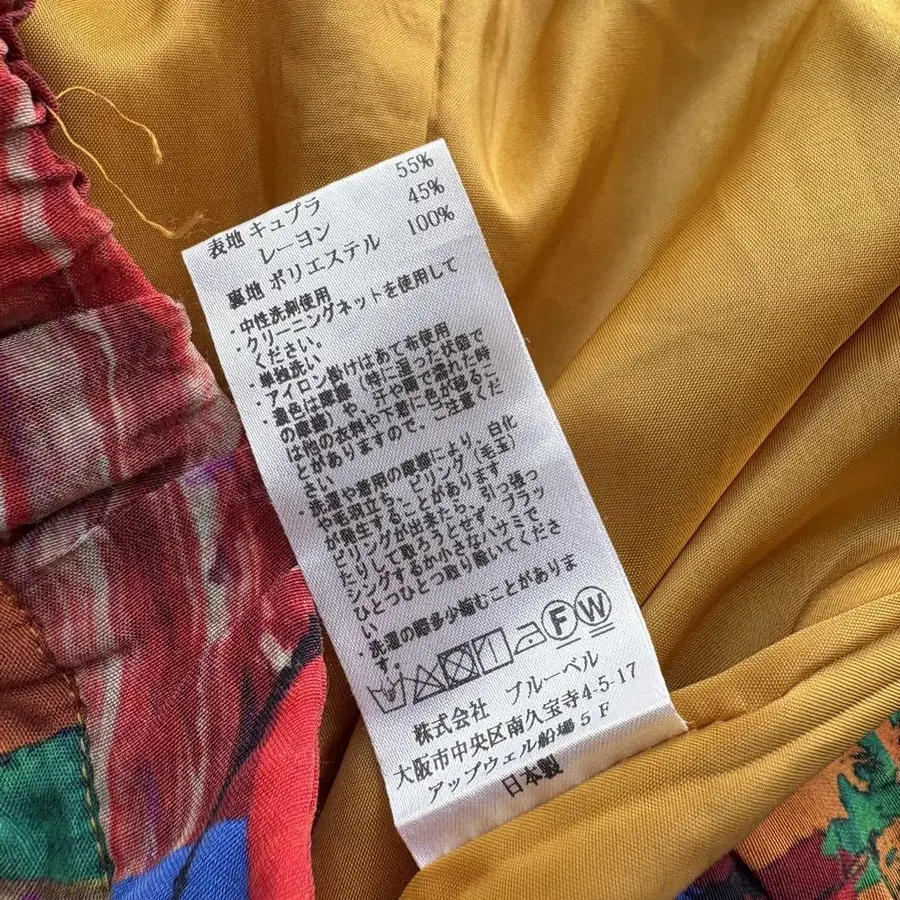 表地 キュプラ 55%
レーヨン 45%
裏地 ポリエステル 100%
・中性洗剤使用
・クリーニングネットを使用して
ください。
・単独洗い
・アイロン掛けはあて布使用
・濃色は摩擦（特に湿った状態で
の摩擦）や、汗や雨で濡れた時
は他の衣料や下着に色が移るこ
とがありますので、ご注意くだ
さい
・洗濯や着用の摩擦により、白化
や毛羽立ち、ピリング（毛玉）
が発生することがあります
ピリングが出来たら、引っ張っ
たりして取ろうとせず、ブラッ
シングするか小さなハサミで
ひとつひとつ取り除いてくださ
い
・洗濯の際多少縮むことがありま
す。
F W
株式会社 ブルーベル
大阪市中央区南久宝寺4-5-17
アップウェル船場５Ｆ
日本製